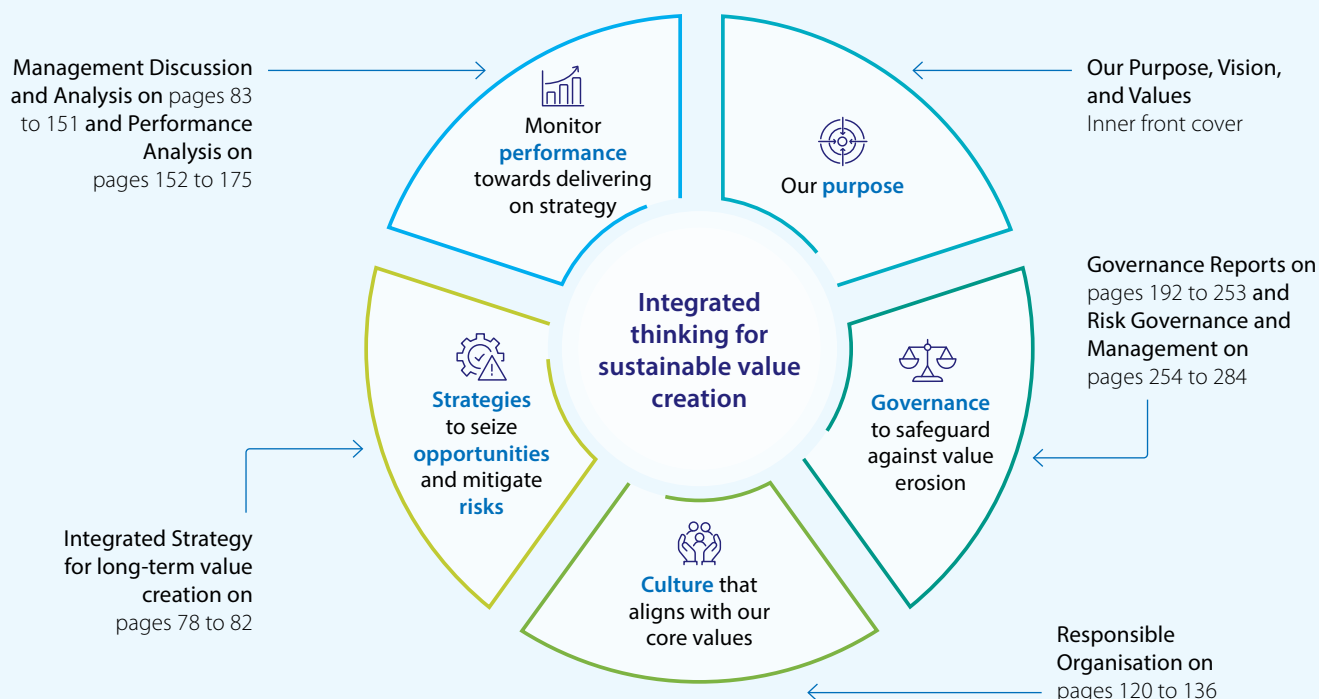 Management Discussion
and Analysis on pages 83
to 151 and Performance
Analysis on
pages 152 to 175
Monitor
performance
towards delivering
on strategy
Our purpose
Our Purpose, Vision,
and Values
Inner front cover
Integrated
thinking for
sustainable value
creation
Governance Reports on
pages 192 to 253 and
Risk Governance and
Management on
pages 254 to 284
Governance
to safeguard
against value
erosion
Strategies
to seize
opportunities
and mitigate
risks
Integrated Strategy
for long-term value
creation on
pages 78 to 82
Culture that
aligns with our
core values
Responsible
Organisation on
pages 120 to 136